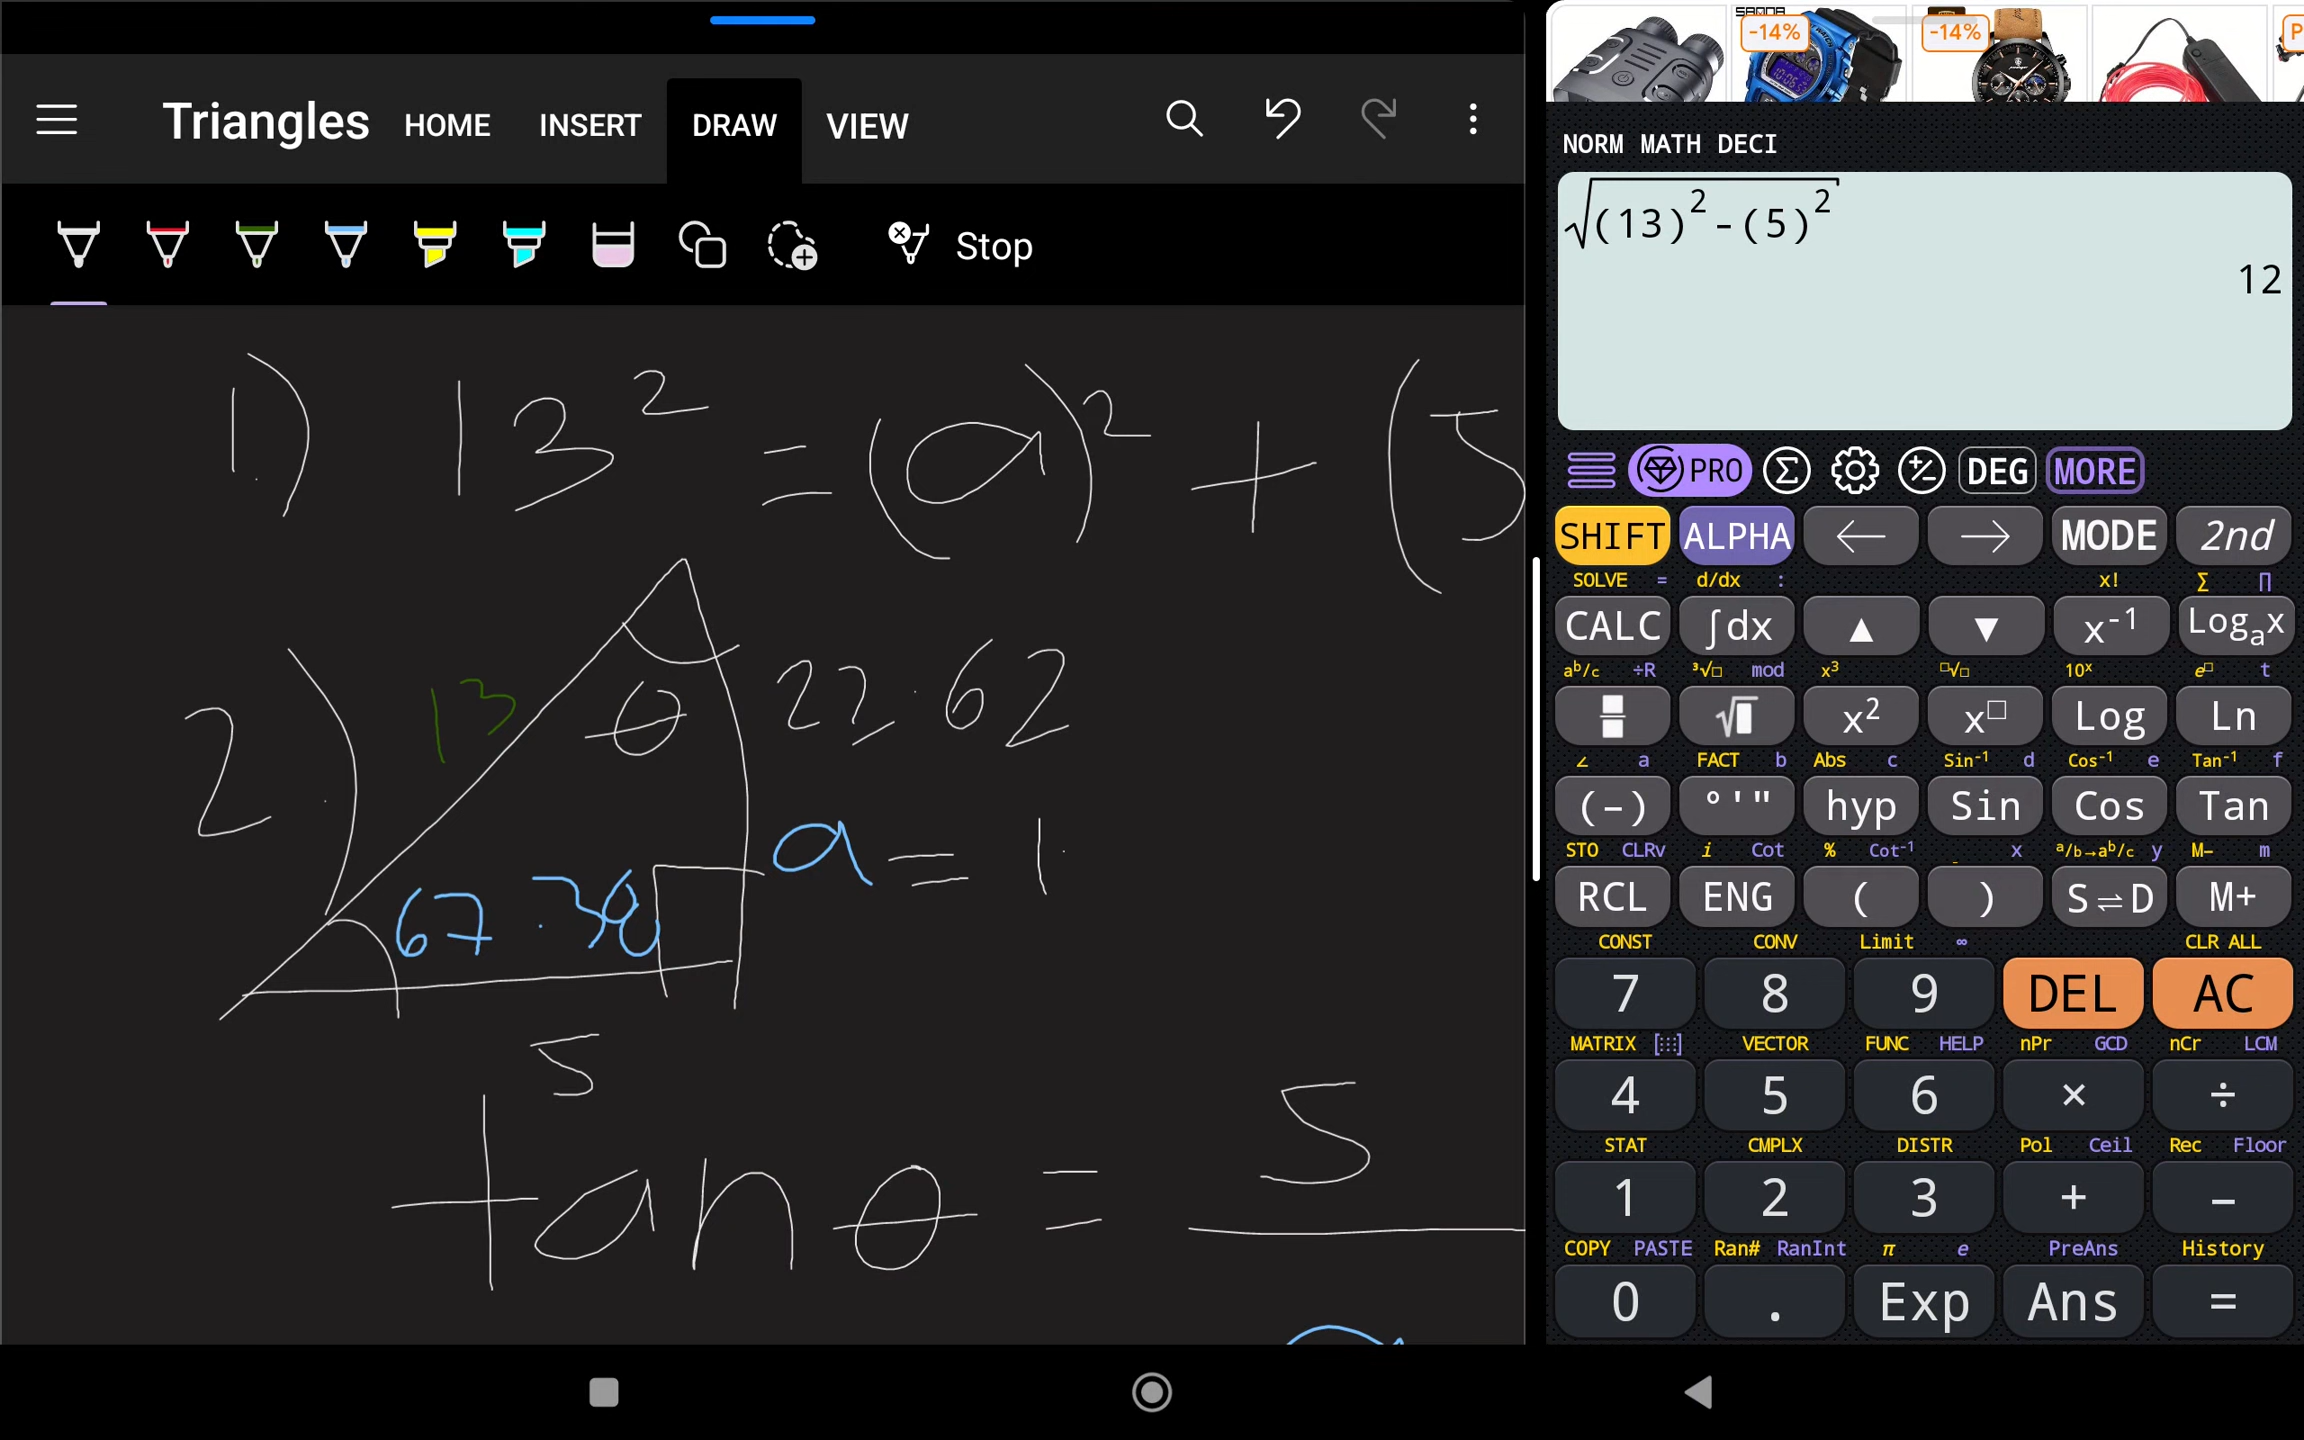 SANDA
-14%
-14%
P
Triangles HOME INSERT DRAW VIEW
NORM MATH DECI
√(13)²-(5)²
12
Stop
1) 13² = (a)² + (5
PRO Σ DEG MORE
SHIFT ALPHA ← → MODE 2nd
SOLVE = d/dx : x! Σ ∏
CALC ∫dx ▲ ▼ x⁻¹ Logₐx
aᵇ/c ÷R ³√□ mod x³ □√□ 10ˣ e□ t
√ x² x□ Log Ln
∠ a FACT b Abs c Sin⁻¹ d Cos⁻¹ e Tan⁻¹ f
(-) °'" hyp Sin Cos Tan
STO CLRv i Cot % Cot⁻¹ x a/b→aᵇ/c y M- m
RCL ENG ( ) S⇌D M+
CONST CONV Limit ∞ CLR ALL
7 8 9 DEL AC
MATRIX VECTOR FUNC HELP nPr GCD nCr LCM
4 5 6 × ÷
STAT CMPLX DISTR Pol Ceil Rec Floor
1 2 3 + -
COPY PASTE Ran# RanInt π e PreAns History
0 . Exp Ans =
2) 13 θ 22.62
a = 1
67.38
5
tan θ = 5